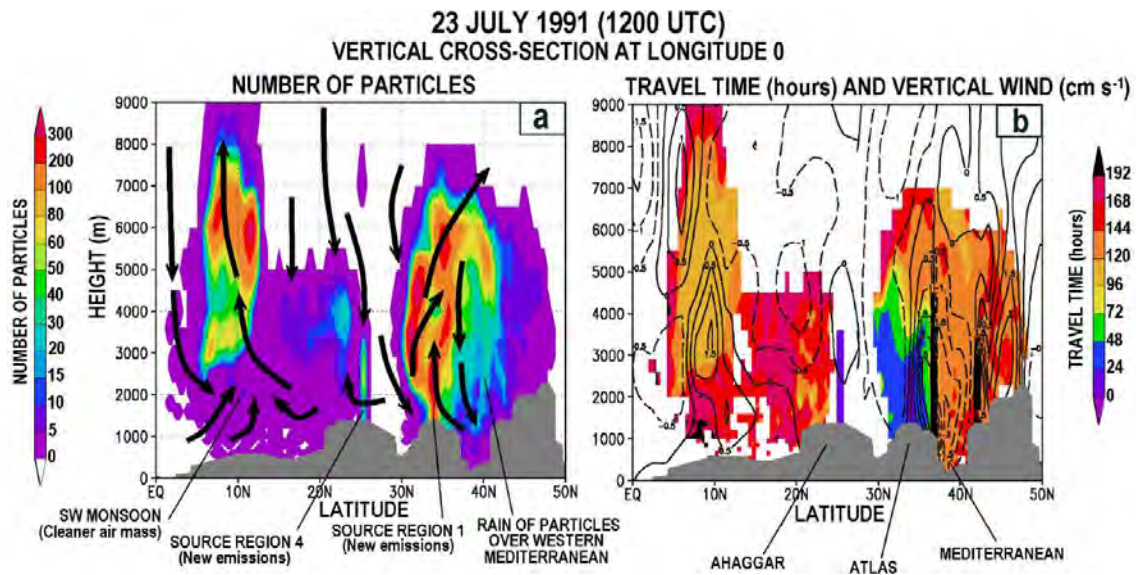 23 JULY 1991 (1200 UTC)
VERTICAL CROSS-SECTION AT LONGITUDE 0
NUMBER OF PARTICLES
TRAVEL TIME (hours) AND VERTICAL WIND (cm s-1)
a
b
NUMBER OF PARTICLES
300
200
100
80
60
50
40
30
20
15
10
5
0
HEIGHT (m)
9000
8000
7000
6000
5000
4000
3000
2000
1000
0
EQ 10N 20N 30N 40N 50N
LATITUDE
9000
8000
7000
6000
5000
4000
3000
2000
1000
0
EQ 10N 20N 30N 40N 50N
LATITUDE
TRAVEL TIME (hours)
192
168
144
120
96
72
48
24
0
SW MONSOON
(Cleaner air mass)
SOURCE REGION 4
(New emissions)
SOURCE REGION 1
(New emissions)
RAIN OF PARTICLES
OVER WESTERN
MEDITERRANEAN
AHAGGAR
ATLAS
MEDITERRANEAN